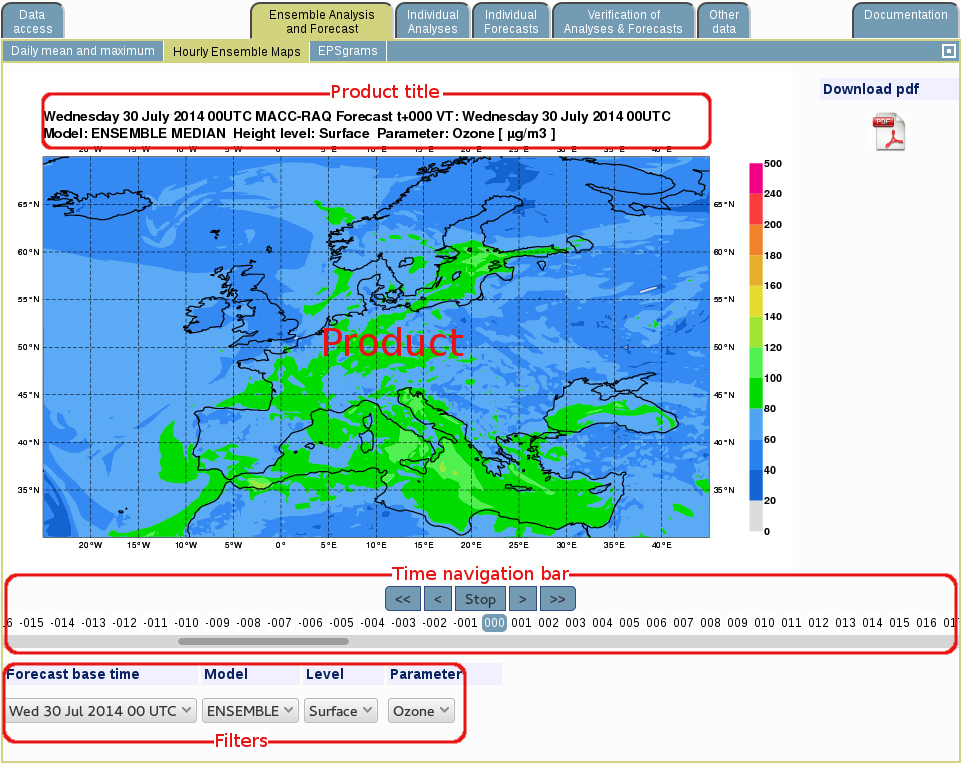 Data
access
Ensemble Analysis
and Forecast
Individual
Analyses
Individual
Forecasts
Verification of
Analyses & Forecasts
Other
data
Documentation
Daily mean and maximum
Hourly Ensemble Maps
EPSgrams
Product title
Wednesday 30 July 2014 00UTC MACC-RAQ Forecast t+000 VT: Wednesday 30 July 2014 00UTC
Model: ENSEMBLE MEDIAN Height level: Surface Parameter: Ozone [ µg/m3 ]
Download pdf
PDF
65°N 65°N
60°N 60°N
55°N 55°N
50°N 50°N
45°N 45°N
40°N 40°N
35°N 35°N
Product
20°W 15°W 10°W 5°W 0° 5°E 10°E 15°E 20°E 25°E 30°E 35°E 40°E
500
240
200
180
160
140
120
100
80
60
40
20
0
Time navigation bar
<< < Stop > >>
-015 -014 -013 -012 -011 -010 -009 -008 -007 -006 -005 -004 -003 -002 -001 000 001 002 003 004 005 006 007 008 009 010 011 012 013 014 015 016
Forecast base time Model Level Parameter
Wed 30 Jul 2014 00 UTC ENSEMBLE Surface Ozone
Filters